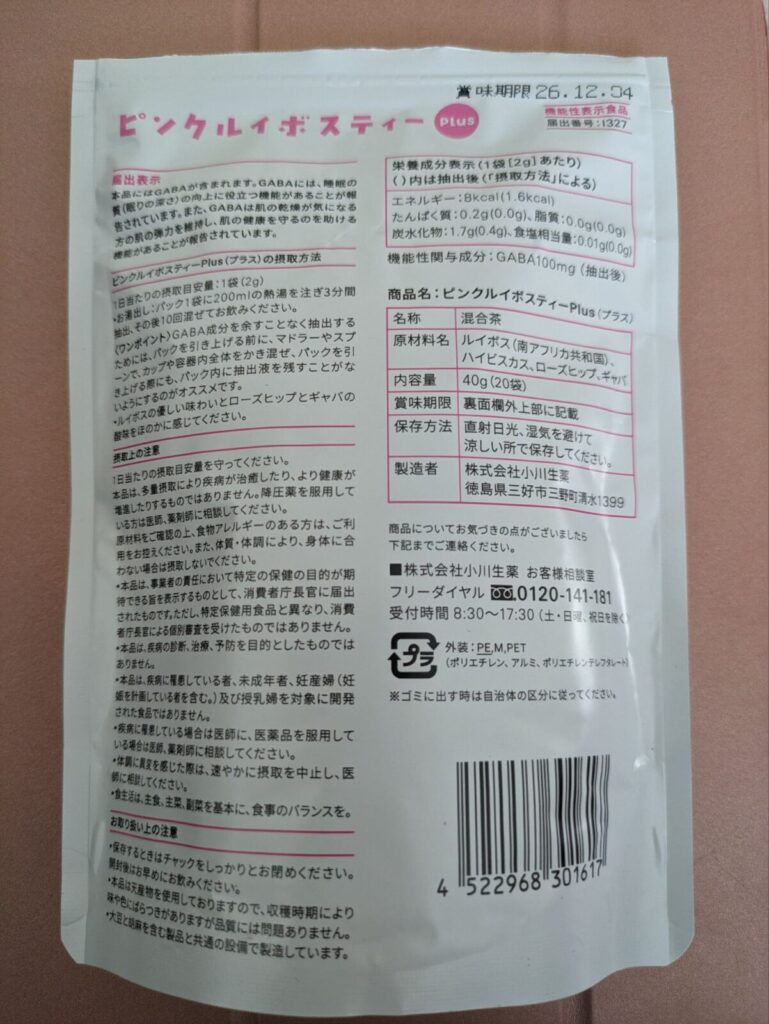 賞味期限 26.12.04
ピンクルイボスティー Plus
機能性表示食品
届出番号:I327
届出表示
本品にはGABAが含まれます。GABAには、睡眠の
質(眠りの深さ)の向上に役立つ機能があることが報
告されています。また、GABAは肌の乾燥が気になる
方の肌の弾力を維持し、肌の健康を守るのを助ける
機能があることが報告されています。
ピンクルイボスティーPlus(プラス)の摂取方法
1日当たりの摂取目安量:1袋(2g)
・お湯出し:パック1袋に200mlの熱湯を注ぎ3分間
抽出、その後10回混ぜてお飲みください。
〈ワンポイント〉GABA成分を余すことなく抽出する
ためには、パックを引き上げる前に、マドラーやスプ
ーンで、カップや容器内全体をかき混ぜ、パックを引
き上げる際にも、パック内に抽出液を残すことがな
いようにするのがオススメです。
・ルイボスの優しい味わいとローズヒップとギャバの
酸味をほのかに感じてください。
摂取上の注意
1日当たりの摂取目安量を守ってください。
本品は、多量摂取により疾病が治癒したり、より健康が
増進したりするものではありません。降圧薬を服用して
いる方は医師、薬剤師に相談してください。
原材料をご確認の上、食物アレルギーのある方は、ご利
用をお控えください。また、体質・体調により、身体に合
わない場合は摂取しないでください。
・本品は、事業者の責任において特定の保健の目的が期
待できる旨を表示するものとして、消費者庁長官に届出
されたものです。ただし、特定保健用食品と異なり、消費
者庁長官による個別審査を受けたものではありません。
・本品は、疾病の診断、治療、予防を目的としたものでは
ありません。
・本品は、疾病に罹患している者、未成年者、妊産婦(妊
娠を計画している者を含む。)及び授乳婦を対象に開発
された食品ではありません。
・疾病に罹患している場合は医師に、医薬品を服用して
いる場合は医師、薬剤師に相談してください。
・体調に異変を感じた際は、速やかに摂取を中止し、医
師に相談してください。
・食生活は、主食、主菜、副菜を基本に、食事のバランスを。
お取り扱い上の注意
・保存するときはチャックをしっかりとお閉めください。
開封後はお早めにお飲みください。
・本品は天産物を使用しておりますので、収穫時期により
味や色にばらつきがありますが品質には問題ありません。
・大豆と胡麻を含む製品と共通の設備で製造しています。
栄養成分表示(1袋[2g]あたり)
( )内は抽出後(「摂取方法」による)
エネルギー:8kcal(1.6kcal)
たんぱく質:0.2g(0.0g)、脂質:0.0g(0.0g)
炭水化物:1.7g(0.4g)、食塩相当量:0.01g(0.0g)
機能性関与成分:GABA100mg(抽出後)
商品名:ピンクルイボスティーPlus(プラス)
名称 混合茶
原材料名 ルイボス(南アフリカ共和国)、
ハイビスカス、ローズヒップ、ギャバ
内容量 40g(20袋)
賞味期限 裏面欄外上部に記載
保存方法 直射日光、湿気を避けて
涼しい所で保存してください。
製造者 株式会社小川生薬
徳島県三好市三野町清水1399
商品についてお気づきの点がございましたら
下記までご連絡ください。
■株式会社小川生薬 お客様相談室
フリーダイヤル 0120-141-181
受付時間 8:30〜17:30(土・日曜、祝日を除く)
プラ 外装:PE,M,PET
(ポリエチレン、アルミ、ポリエチレンテレフタレート)
※ゴミに出す時は自治体の区分に従ってください。
4 522968 301617